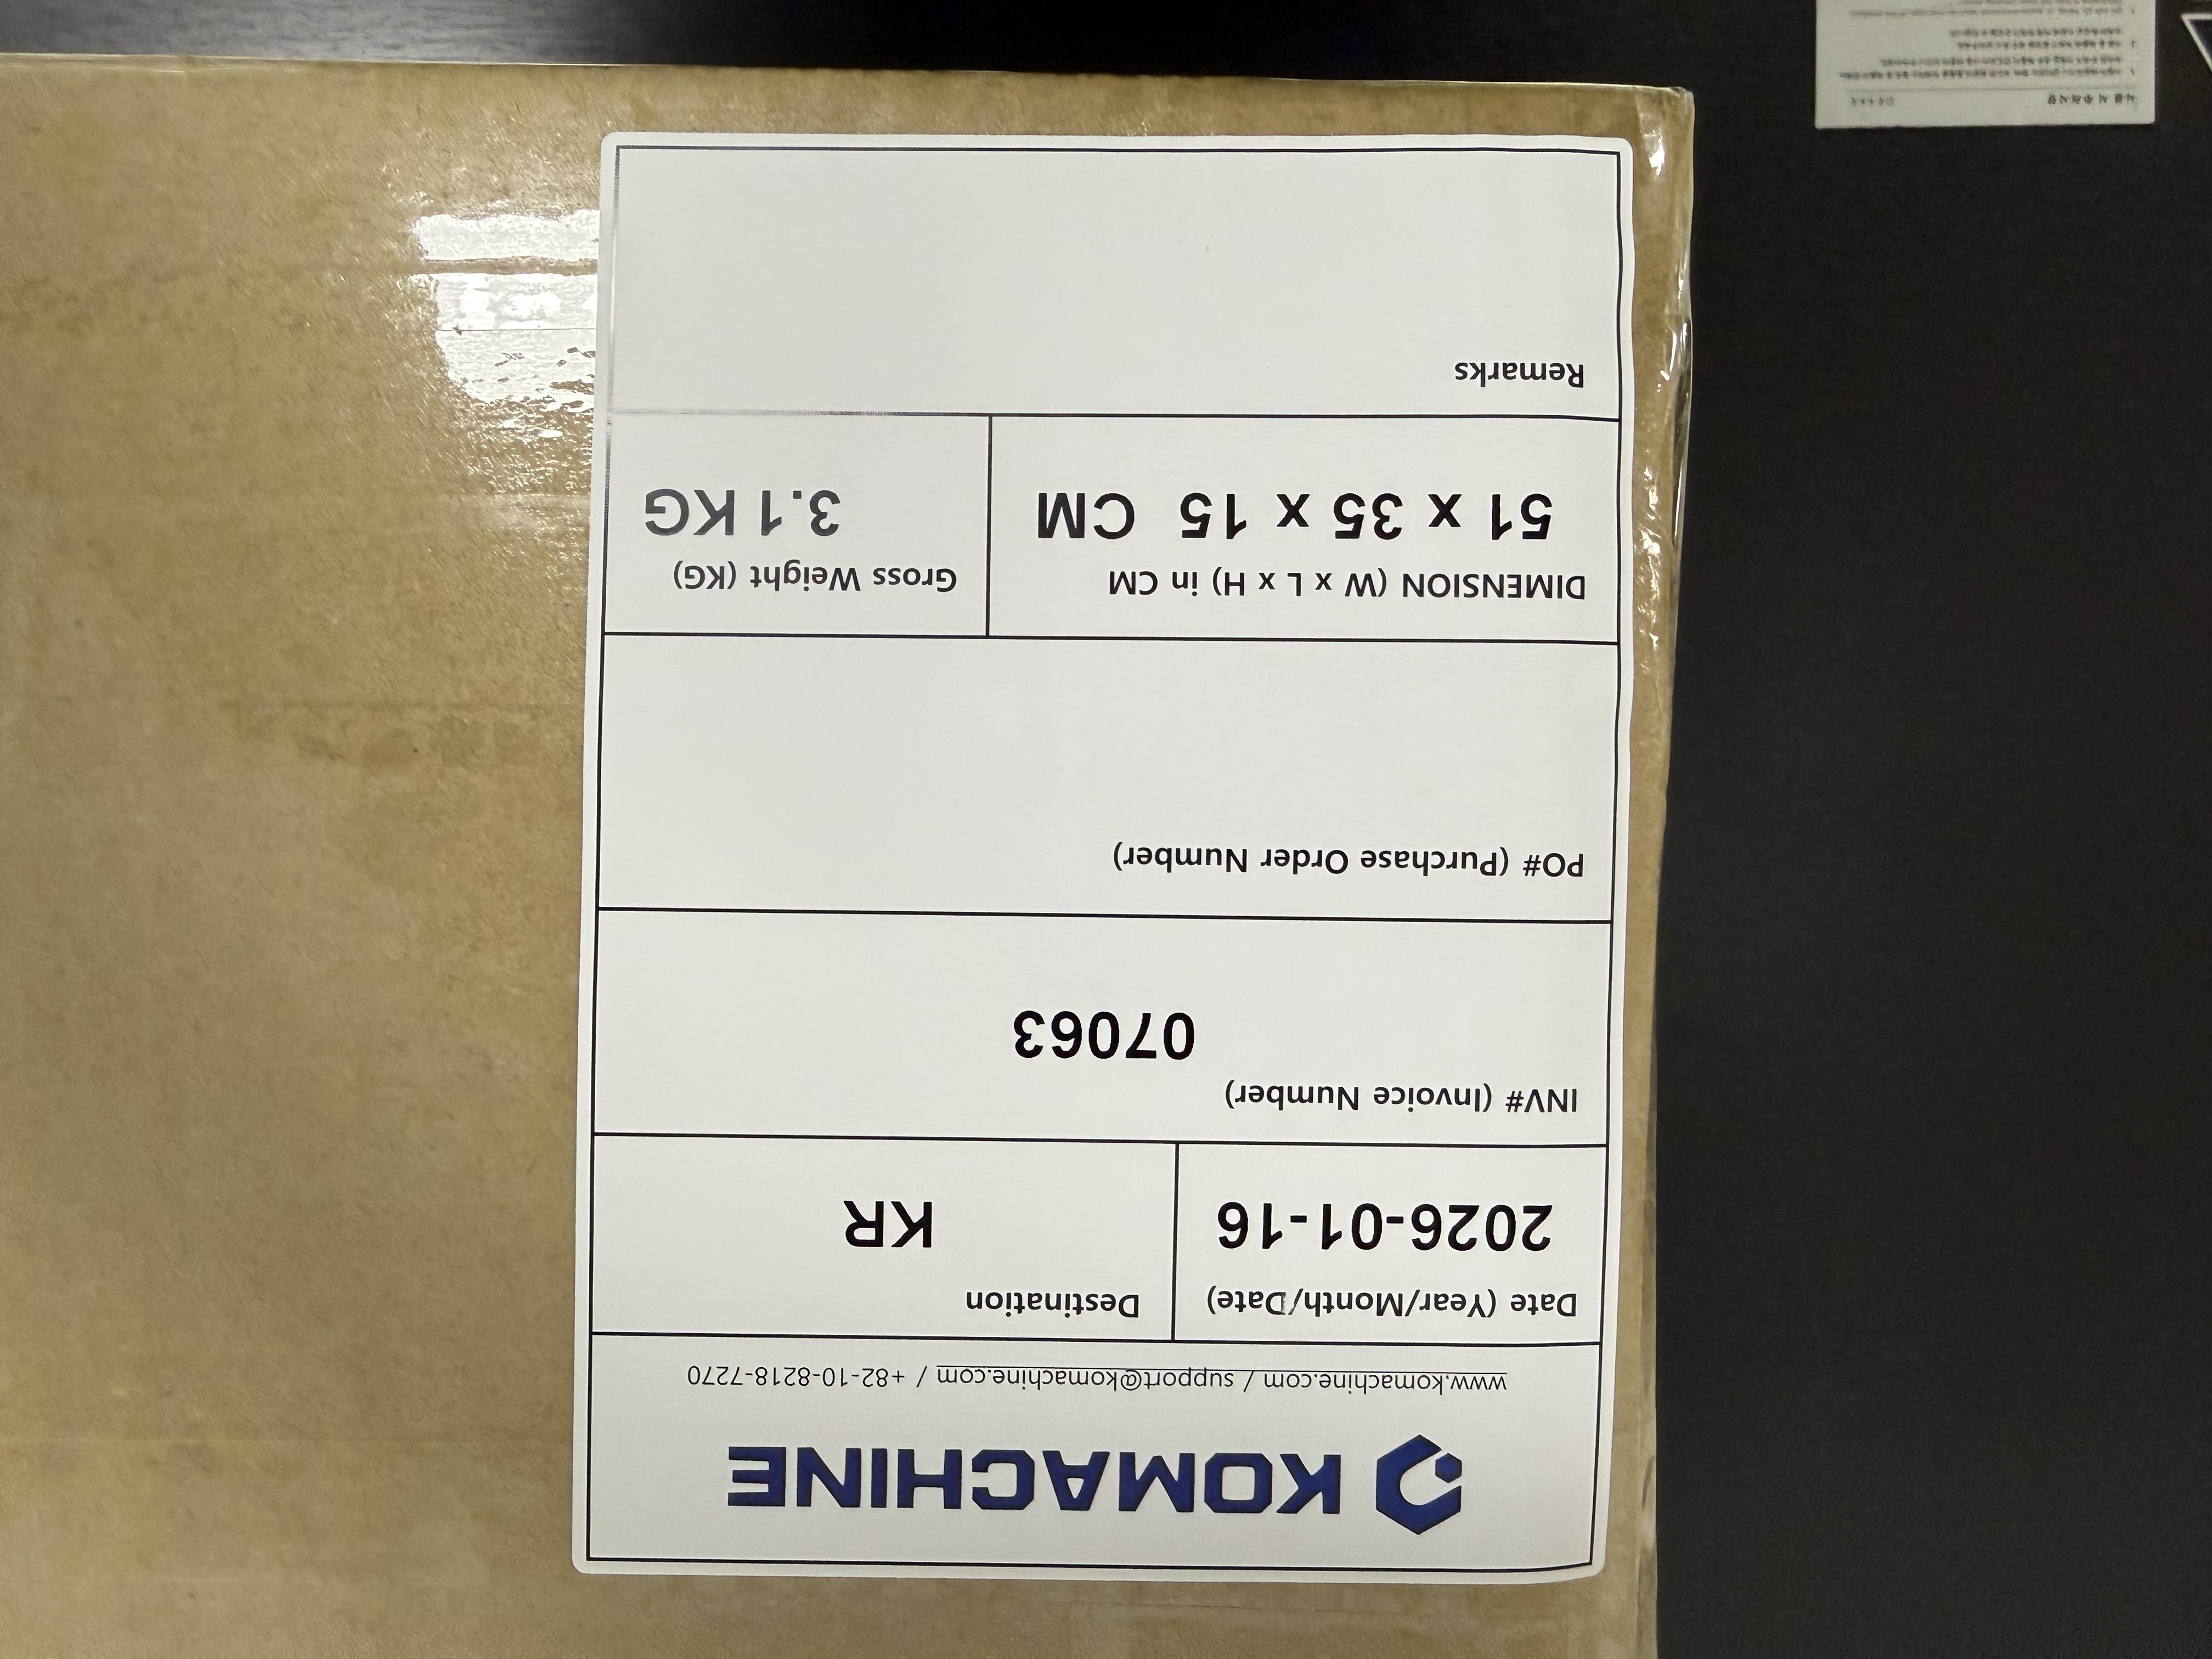 KOMACHINE
www.komachine.com / support@komachine.com / +82-10-8218-7270
Date (Year/Month/Date)
2026-01-16
Destination
KR
INV# (Invoice Number)
07063
PO# (Purchase Order Number)
DIMENSION (W x L x H) in CM
51 x 35 x 15 CM
Gross Weight (KG)
3.1 KG
Remarks